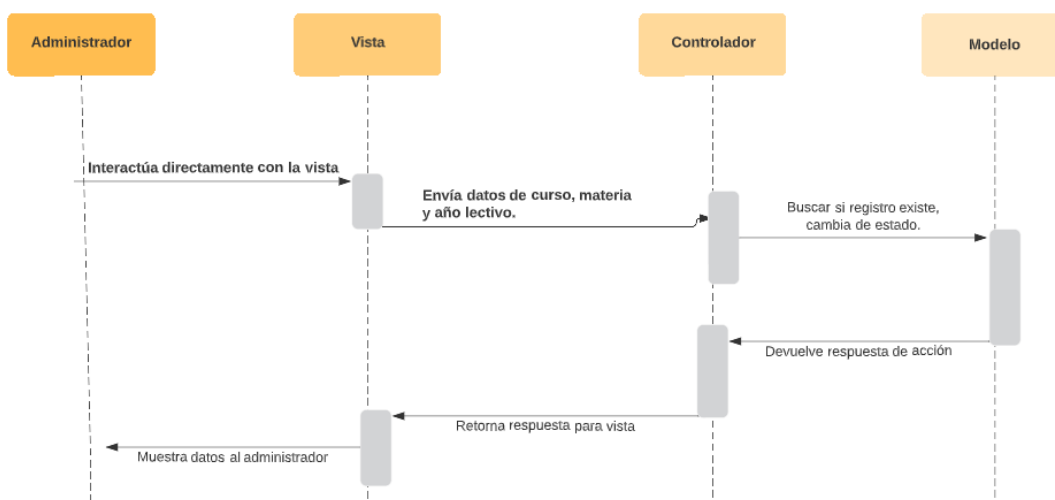 Administrador
Vista
Controlador
Modelo
Interactúa directamente con la vista
Envía datos de curso, materia
y año lectivo.
Buscar si registro existe,
cambia de estado.
Devuelve respuesta de acción
Retorna respuesta para vista
Muestra datos al administrador